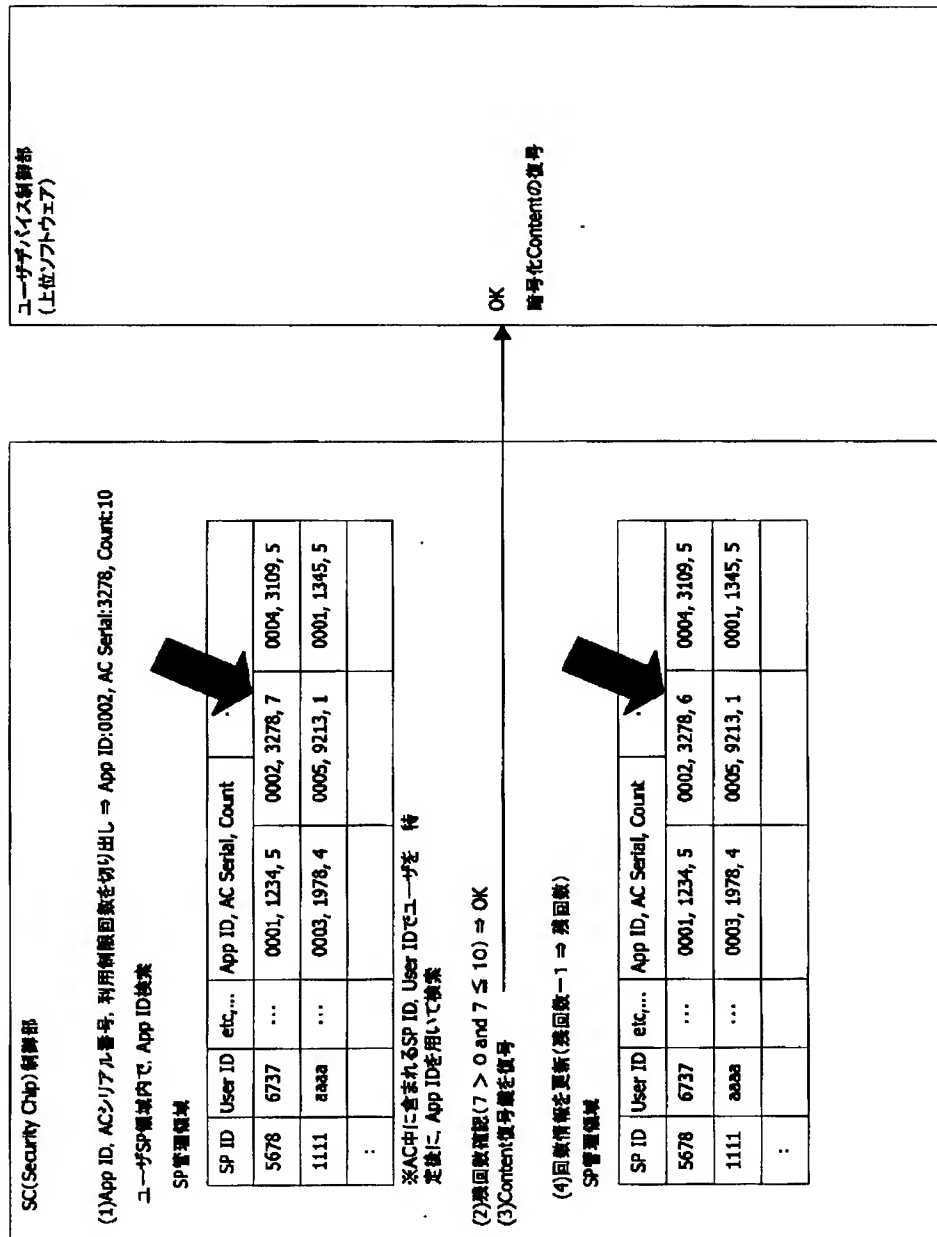 SC(Security Chip)制御部
(1)App ID, ACシリアル番号, 利用制限回数を切り出し ⇒ App ID:0002, AC Serial:3278, Count:10
ユーザSP領域内で, App ID検索
SP管理領域
SP ID User ID etc,... App ID, AC Serial, Count .
5678 6737 ... 0001, 1234, 5 0002, 3278, 7 0004, 3109, 5
1111 aaaa ... 0003, 1978, 4 0005, 9213, 1 0001, 1345, 5
:
※AC中に含まれるSP ID, User IDでユーザを 特
定後に, App IDを用いて検索
(2)残回数確認(7 > 0 and 7 ≦ 10) ⇒ OK
(3)Content復号鍵を復号
(4)回数情報を更新(残回数－1 ⇒ 残回数)
SP管理領域
SP ID User ID etc,... App ID, AC Serial, Count .
5678 6737 ... 0001, 1234, 5 0002, 3278, 6 0004, 3109, 5
1111 aaaa ... 0003, 1978, 4 0005, 9213, 1 0001, 1345, 5
:
ユーザデバイス制御部
(上位ソフトウェア)
OK
暗号化Contentの復号